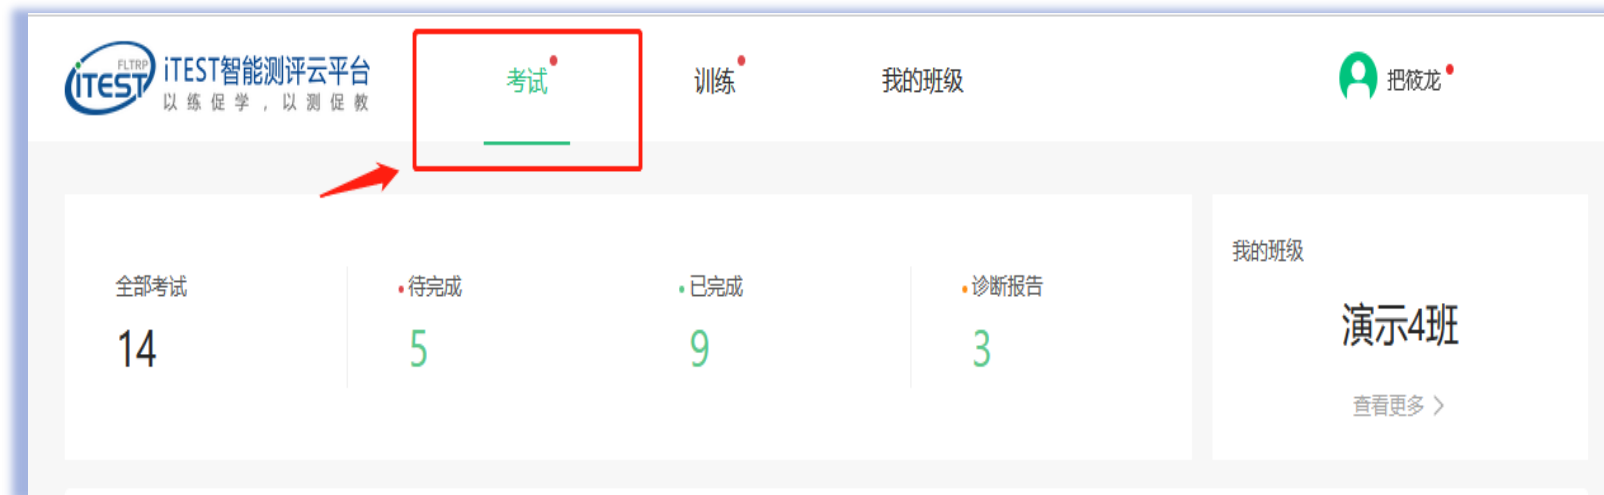 FLTRP
iTEST
iTEST智能测评云平台
以练促学，以测促教
考试
训练
我的班级
把筱龙
全部考试
待完成
已完成
诊断报告
14
5
9
3
我的班级
演示4班
查看更多 >